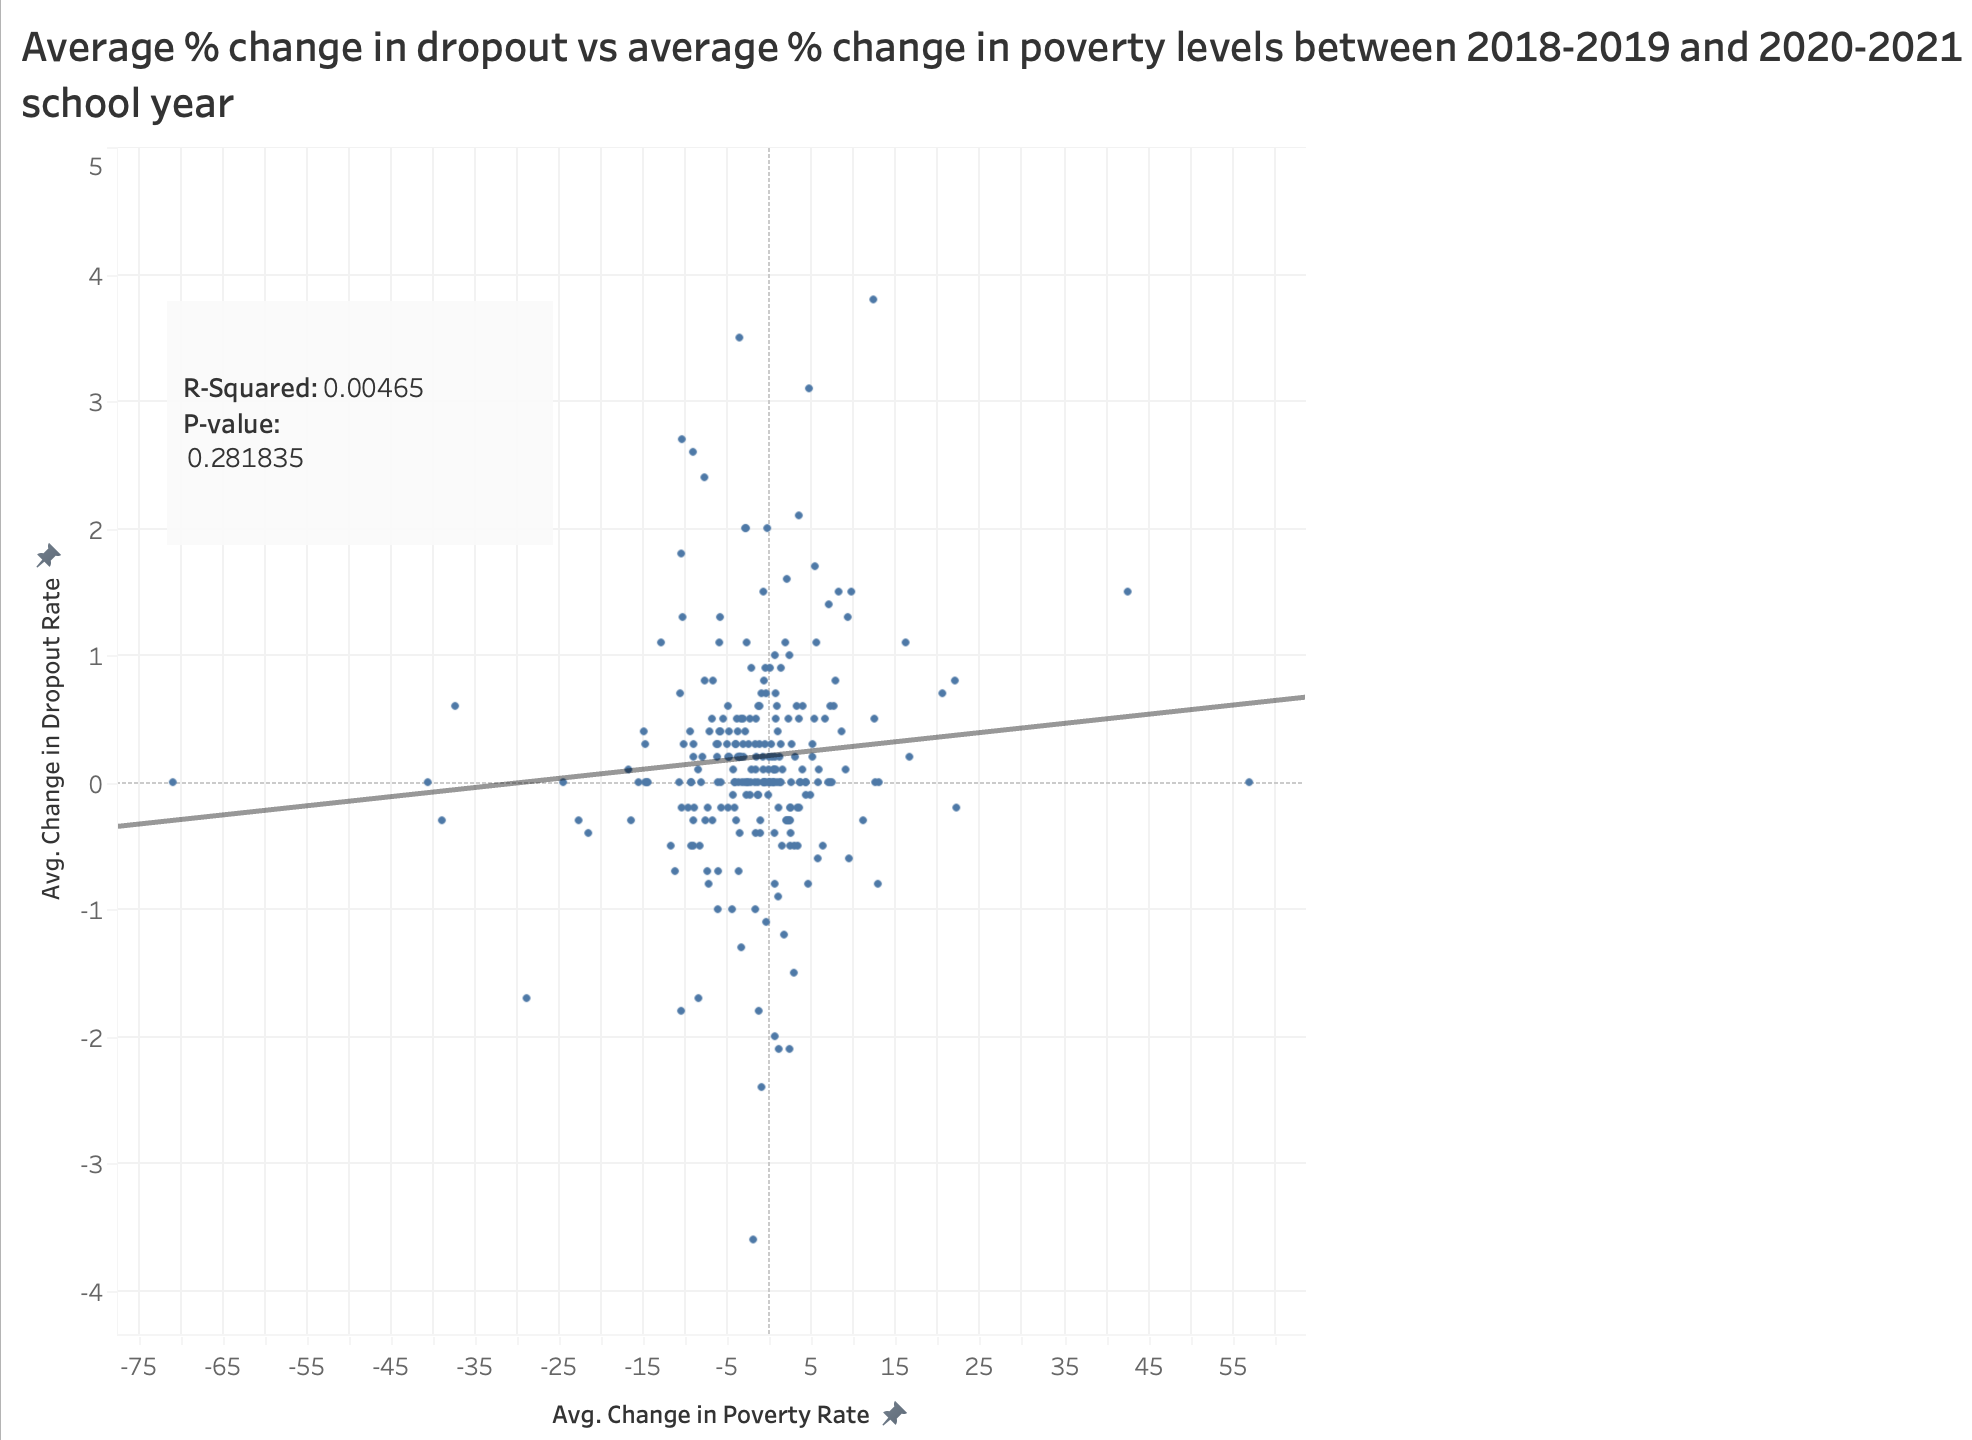 Average % change in dropout vs average % change in poverty levels between 2018-2019 and 2020-2021
school year
5
4
R-Squared: 0.00465
3
P-value:
0.281835
2
1
0
-1
-2
-3
-4
Avg. Change in Dropout Rate
-75 -65 -55 -45 -35 -25 -15 -5 5 15 25 35 45 55
Avg. Change in Poverty Rate